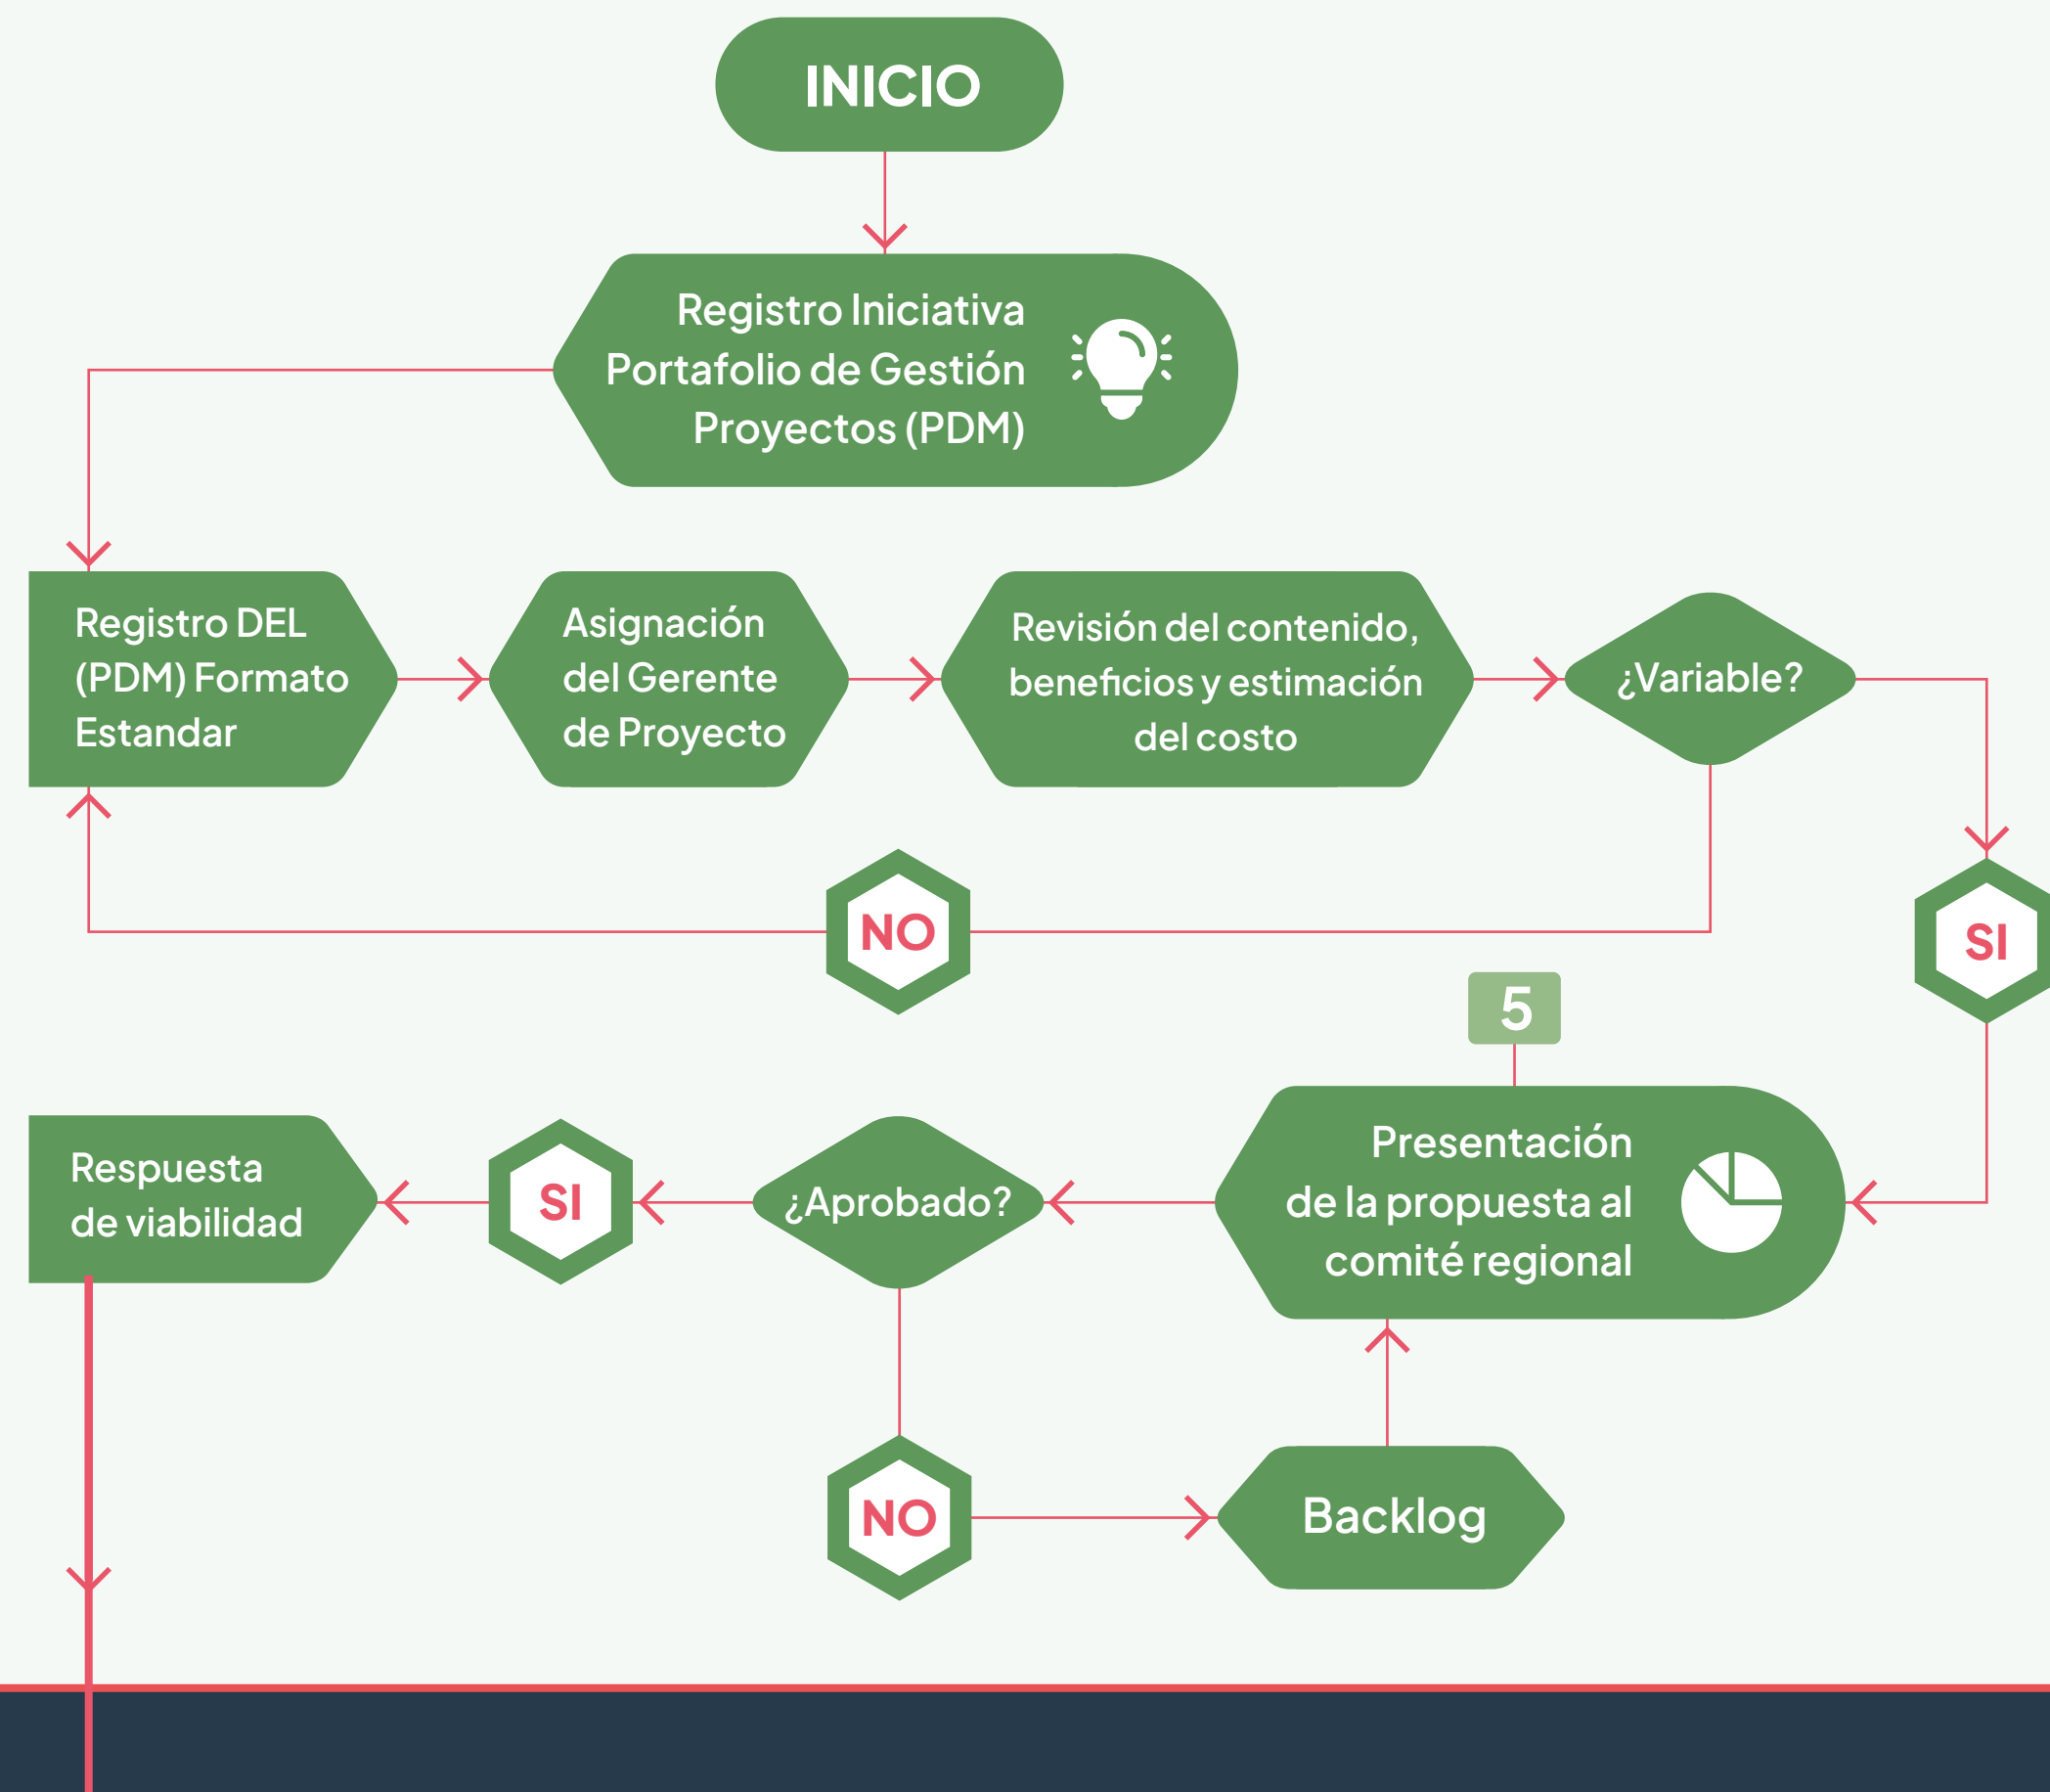 INICIO
Registro Iniciativa
Portafolio de Gestión
Proyectos (PDM)
Registro DEL
(PDM) Formato
Estandar
Asignación
del Gerente
de Proyecto
Revisión del contenido,
beneficios y estimación
del costo
¿Variable?
NO
SI
5
Presentación
de la propuesta al
comité regional
¿Aprobado?
SI
Respuesta
de viabilidad
NO
Backlog